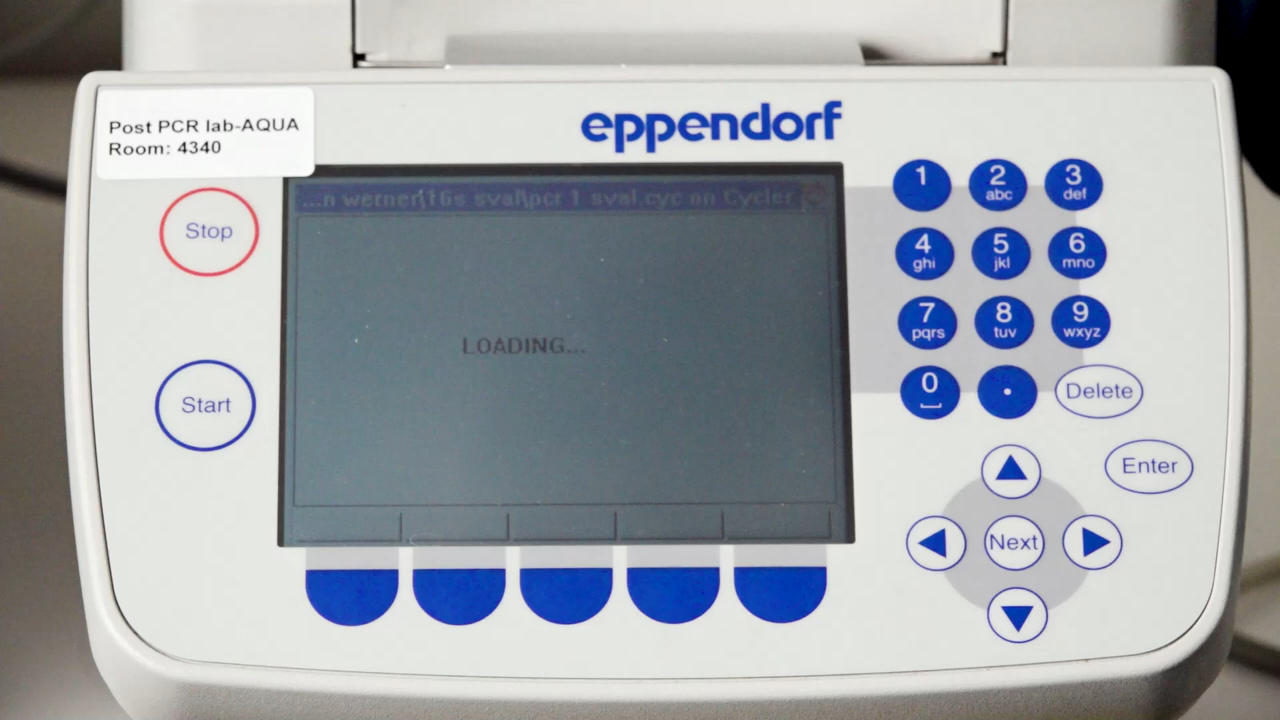 Post PCR lab-AQUA
Room: 4340
eppendorf
...n werner\16s sval\pcr 1 sval.cyc on Cycler
LOADING...
Stop
Start
1
2
abc
3
def
4
ghi
5
jkl
6
mno
7
pqrs
8
tuv
9
wxyz
0
Delete
Enter
Next